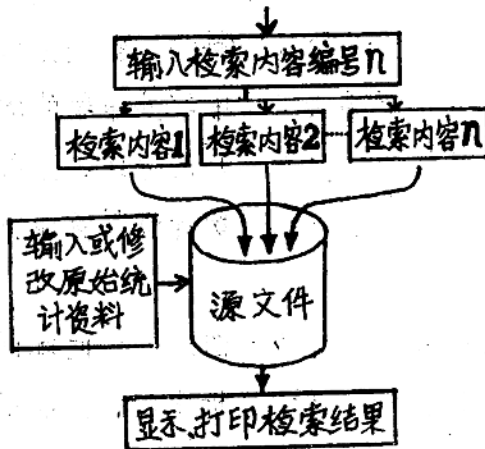 输入检索内容编号n
检索内容1
检索内容2
检索内容n
输入或修
改原始统
计资料
源文件
显示、打印检索结果